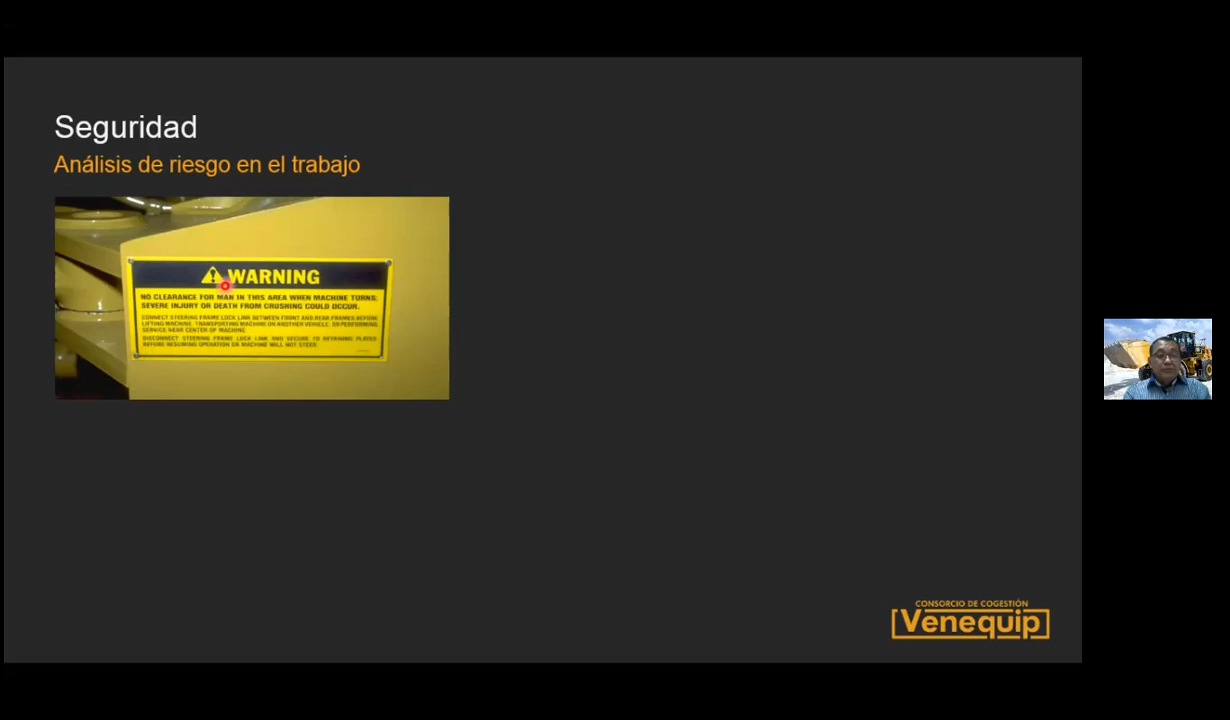 Seguridad
Análisis de riesgo en el trabajo
WARNING
NO CLEARANCE FOR MAN IN THIS AREA WHEN MACHINE TURNS;
SEVERE INJURY OR DEATH FROM CRUSHING COULD OCCUR.
CONNECT STEERING FRAME LOCK LINK BETWEEN FRONT AND REAR FRAMES BEFORE
LIFTING MACHINE, TRANSPORTING MACHINE ON ANOTHER VEHICLE, OR PERFORMING
SERVICE NEAR CENTER OF MACHINE.
DISCONNECT STEERING FRAME LOCK LINK AND SECURE TO RETAINING PLATES
BEFORE RESUMING OPERATION OR MACHINE WILL NOT STEER
CONSORCIO DE COGESTIÓN
Venequip